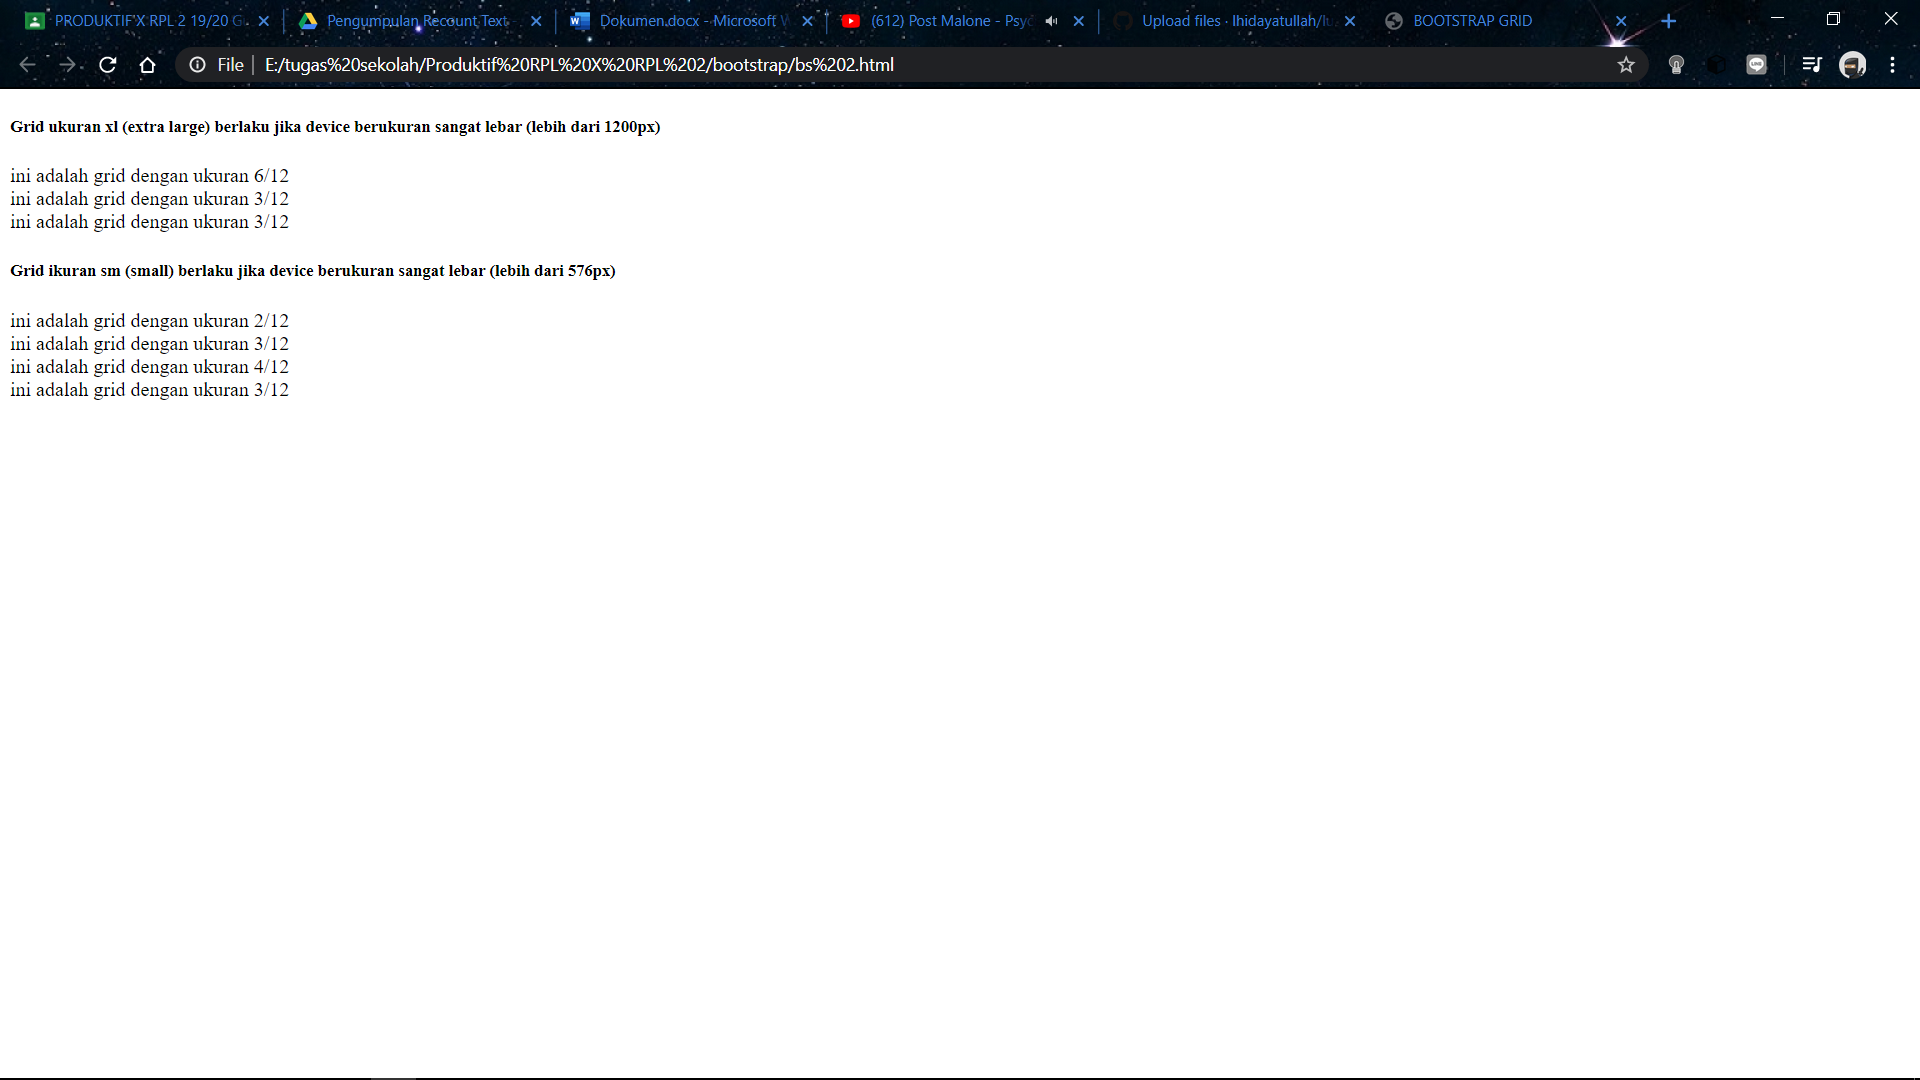 PRODUKTIF X RPL 2 19/20 G
Pengumpulan Recount Text
Dokumen.docx - Microsoft W
(612) Post Malone - Psyc
Upload files · lhidayatullah/lu
BOOTSTRAP GRID
File | E:/tugas%20sekolah/Produktif%20RPL%20X%20RPL%202/bootstrap/bs%202.html
Grid ukuran xl (extra large) berlaku jika device berukuran sangat lebar (lebih dari 1200px)
ini adalah grid dengan ukuran 6/12
ini adalah grid dengan ukuran 3/12
ini adalah grid dengan ukuran 3/12
Grid ikuran sm (small) berlaku jika device berukuran sangat lebar (lebih dari 576px)
ini adalah grid dengan ukuran 2/12
ini adalah grid dengan ukuran 3/12
ini adalah grid dengan ukuran 4/12
ini adalah grid dengan ukuran 3/12